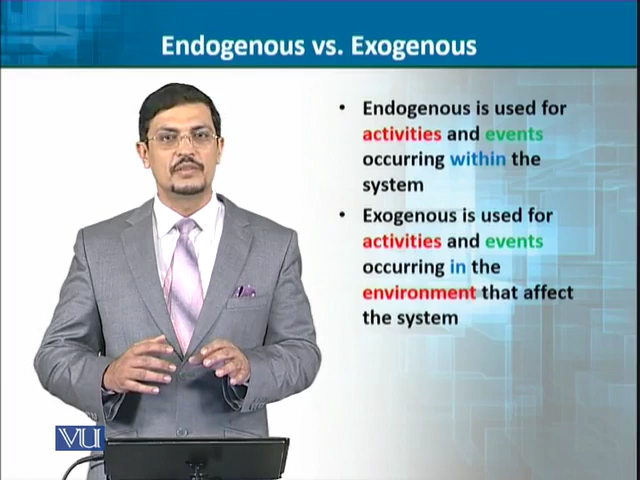 Endogenous vs. Exogenous
• Endogenous is used for
activities and events
occurring within the
system
• Exogenous is used for
activities and events
occurring in the
environment that affect
the system
VU